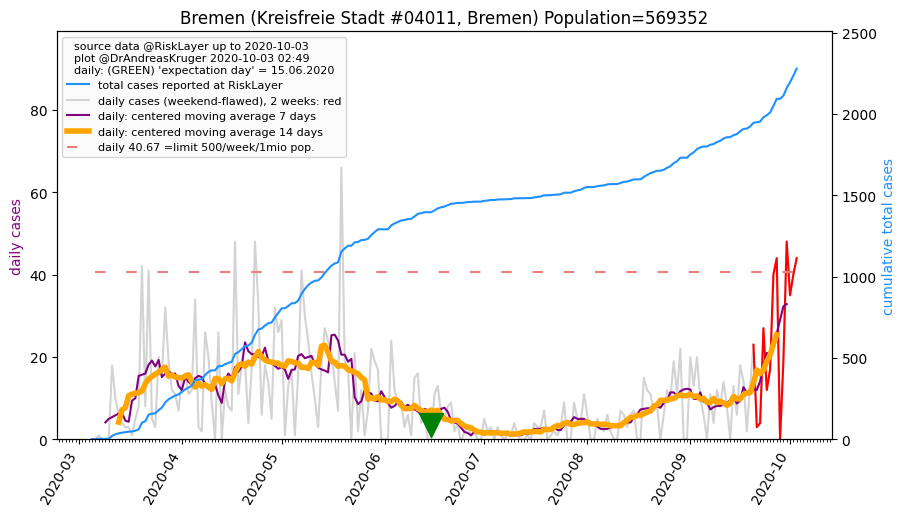 Bremen (Kreisfreie Stadt #04011, Bremen) Population=569352
source data @RiskLayer up to 2020-10-03
plot @DrAndreasKruger 2020-10-03 02:49
daily: (GREEN) 'expectation day' = 15.06.2020
total cases reported at RiskLayer
daily cases (weekend-flawed), 2 weeks: red
daily: centered moving average 7 days
daily: centered moving average 14 days
daily 40.67 =limit 500/week/1mio pop.
daily cases
80
60
40
20
0
2500
2000
1500
1000
500
0
cumulative total cases
2020-03
2020-04
2020-05
2020-06
2020-07
2020-08
2020-09
2020-10